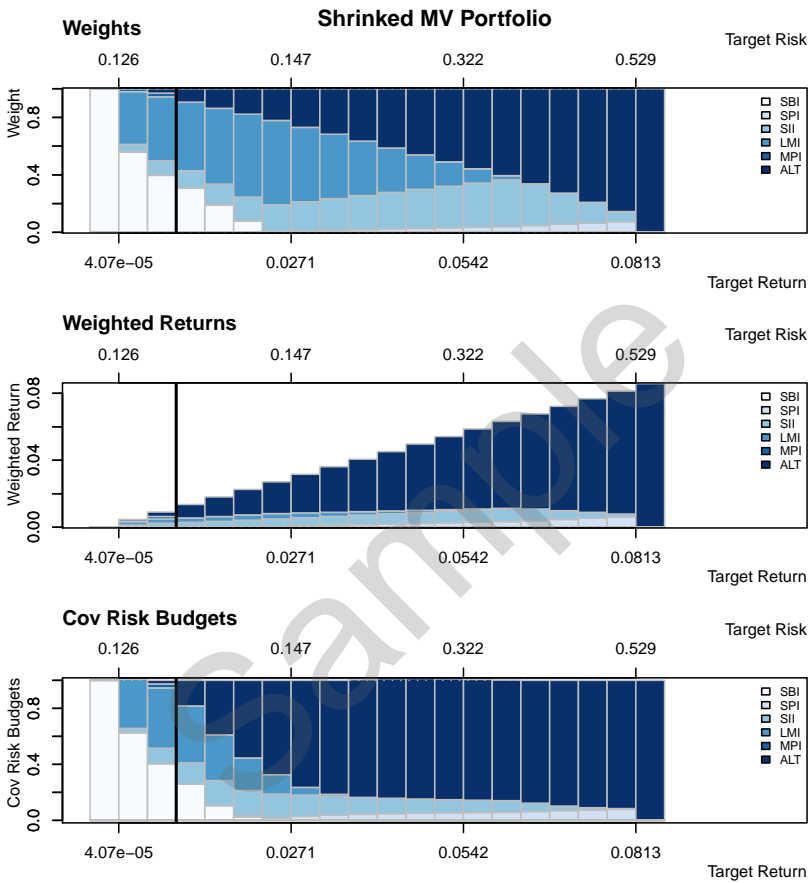 Shrinked MV Portfolio
Weights
Target Risk
0.126 0.147 0.322 0.529
Weight
0.0 0.4 0.8
SBI
SPI
SII
LMI
MPI
ALT
4.07e−05 0.0271 0.0542 0.0813
Target Return
Weighted Returns
Target Risk
0.126 0.147 0.322 0.529
Weighted Return
0.00 0.04 0.08
SBI
SPI
SII
LMI
MPI
ALT
4.07e−05 0.0271 0.0542 0.0813
Target Return
Cov Risk Budgets
Target Risk
0.126 0.147 0.322 0.529
Cov Risk Budgets
0.0 0.4 0.8
SBI
SPI
SII
LMI
MPI
ALT
4.07e−05 0.0271 0.0542 0.0813
Target Return
Sample